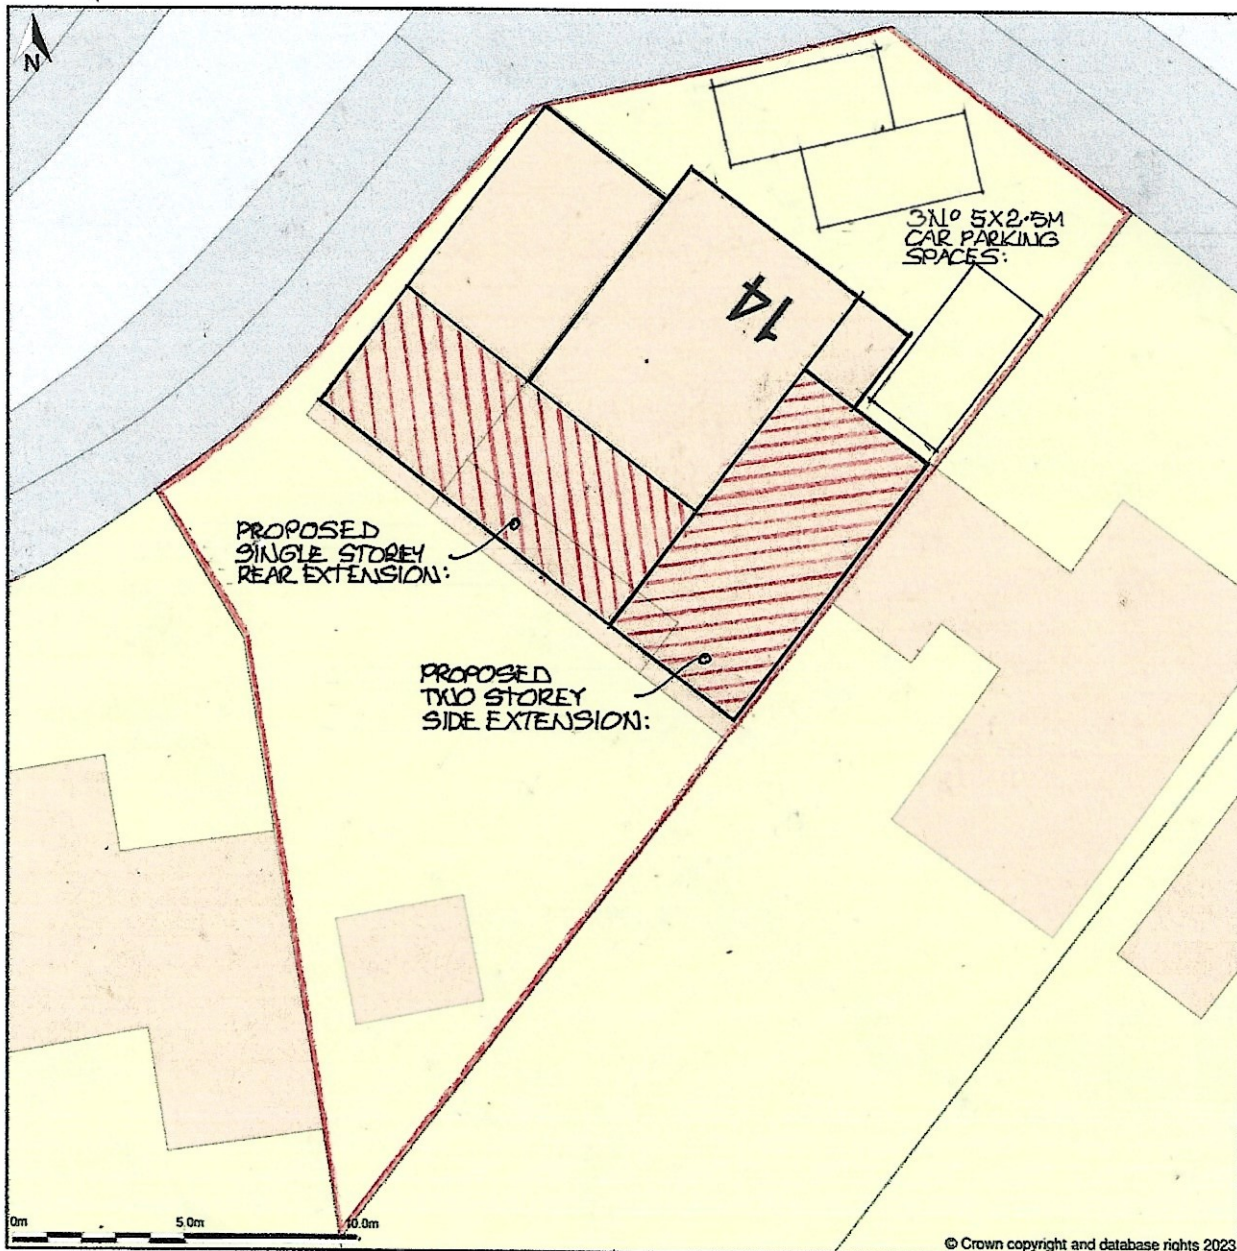 N
3Nº 5X2·5M
CAR PARKING
SPACES:
14
PROPOSED
SINGLE STOREY
REAR EXTENSION:
PROPOSED
TWO STOREY
SIDE EXTENSION:
0m 5.0m 10.0m
© Crown copyright and database rights 2023